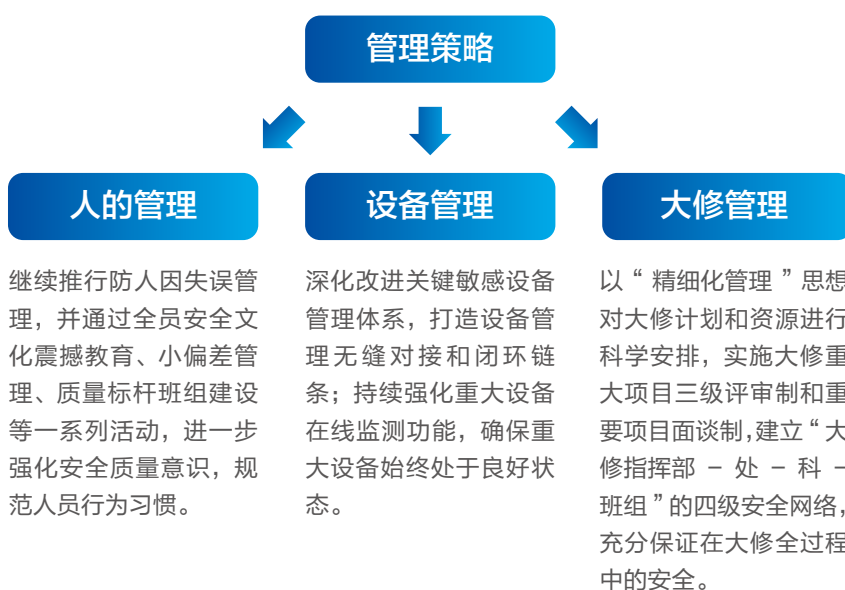 管理策略
人的管理
继续推行防人因失误管
理，并通过全员安全文
化震撼教育、小偏差管
理、质量标杆班组建设
等一系列活动，进一步
强化安全质量意识，规
范人员行为习惯。
设备管理
深化改进关键敏感设备
管理体系，打造设备管
理无缝对接和闭环链
条；持续强化重大设备
在线监测功能，确保重
大设备始终处于良好状
态。
大修管理
以“精细化管理”思想
对大修计划和资源进行
科学安排，实施大修重
大项目三级评审制和重
要项目面谈制，建立“大
修指挥部 – 处 – 科 –
班组”的四级安全网络，
充分保证在大修全过程
中的安全。